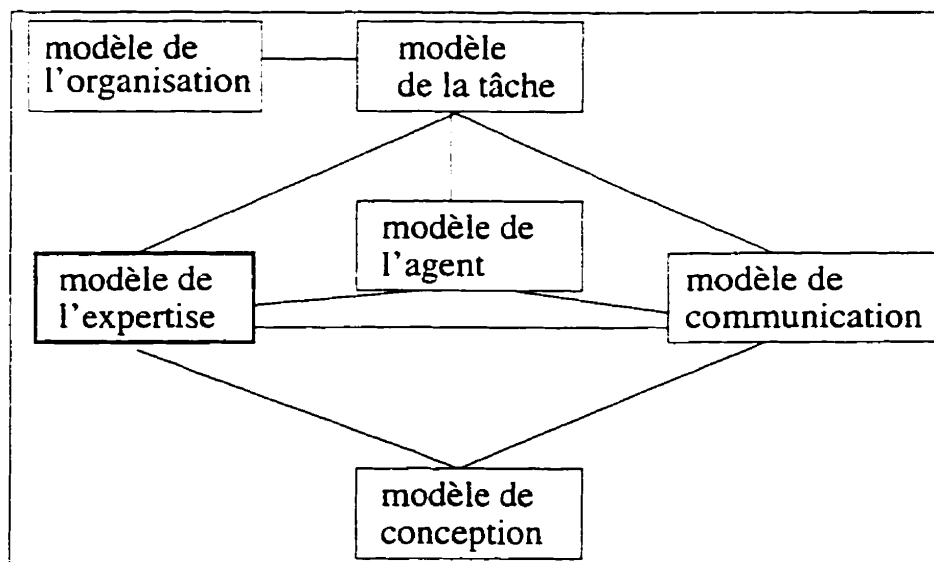 modèle de
l'organisation
modèle
de la tâche
modèle de
l'agent
modèle de
l'expertise
modèle de
communication
modèle de
conception